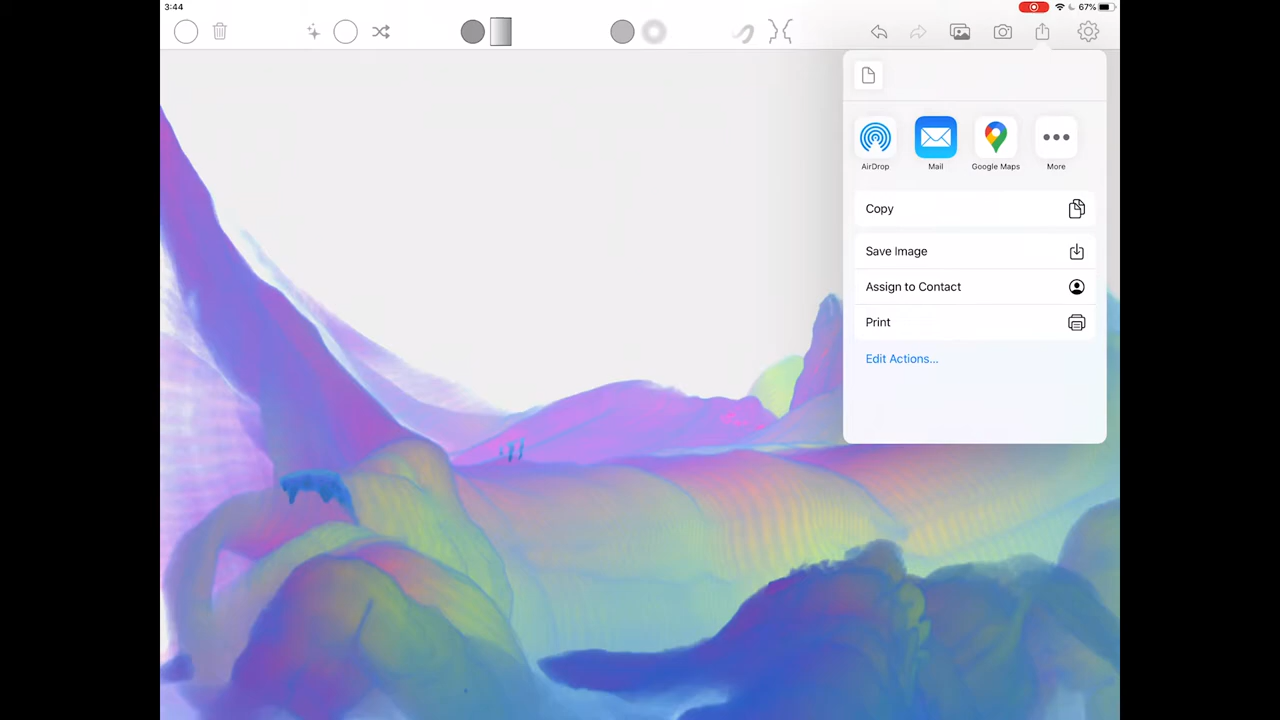 3:44
67%
AirDrop
Mail
Google Maps
More
Copy
Save Image
Assign to Contact
Print
Edit Actions...